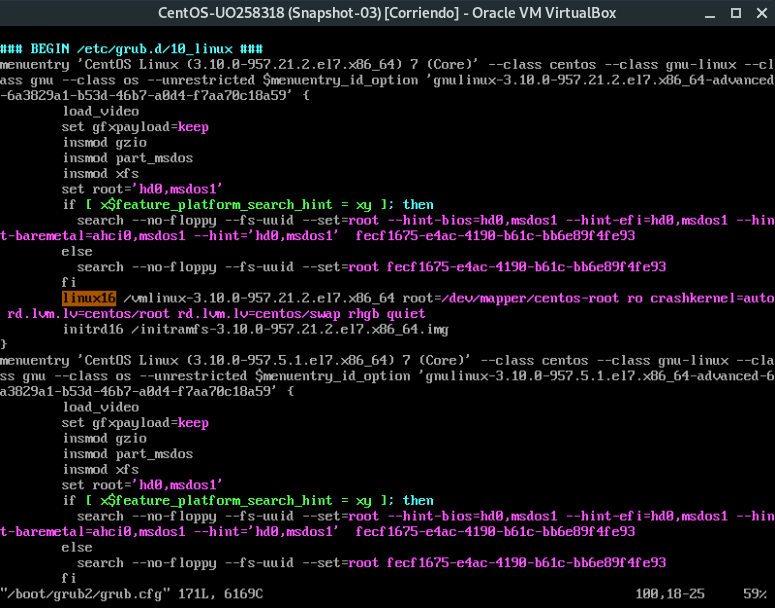 CentOS-UO258318 (Snapshot-03) [Corriendo] - Oracle VM VirtualBox
### BEGIN /etc/grub.d/10_linux ###
menuentry 'CentOS Linux (3.10.0-957.21.2.el7.x86_64) 7 (Core)' --class centos --class gnu-linux --cl
ass gnu --class os --unrestricted $menuentry_id_option 'gnulinux-3.10.0-957.21.2.el7.x86_64-advanced
-6a3829a1-b53d-46b7-a0d4-f7aa70c18a59' {
load_video
set gfxpayload=keep
insmod gzio
insmod part_msdos
insmod xfs
set root='hd0,msdos1'
if [ x$feature_platform_search_hint = xy ]; then
search --no-floppy --fs-uuid --set=root --hint-bios=hd0,msdos1 --hint-efi=hd0,msdos1 --hin
t-baremetal=ahci0,msdos1 --hint='hd0,msdos1'  fecf1675-e4ac-4190-b61c-bb6e89f4fe93
else
search --no-floppy --fs-uuid --set=root fecf1675-e4ac-4190-b61c-bb6e89f4fe93
fi
linux16 /vmlinux-3.10.0-957.21.2.el7.x86_64 root=/dev/mapper/centos-root ro crashkernel=auto
rd.lvm.lv=centos/root rd.lvm.lv=centos/swap rhgb quiet
initrd16 /initramfs-3.10.0-957.21.2.el7.x86_64.img
}
menuentry 'CentOS Linux (3.10.0-957.5.1.el7.x86_64) 7 (Core)' --class centos --class gnu-linux --cla
ss gnu --class os --unrestricted $menuentry_id_option 'gnulinux-3.10.0-957.5.1.el7.x86_64-advanced-6
a3829a1-b53d-46b7-a0d4-f7aa70c18a59' {
load_video
set gfxpayload=keep
insmod gzio
insmod part_msdos
insmod xfs
set root='hd0,msdos1'
if [ x$feature_platform_search_hint = xy ]; then
search --no-floppy --fs-uuid --set=root --hint-bios=hd0,msdos1 --hint-efi=hd0,msdos1 --hin
t-baremetal=ahci0,msdos1 --hint='hd0,msdos1'  fecf1675-e4ac-4190-b61c-bb6e89f4fe93
else
search --no-floppy --fs-uuid --set=root fecf1675-e4ac-4190-b61c-bb6e89f4fe93
fi
"/boot/grub2/grub.cfg" 171L, 6169C 100,18-25 59%